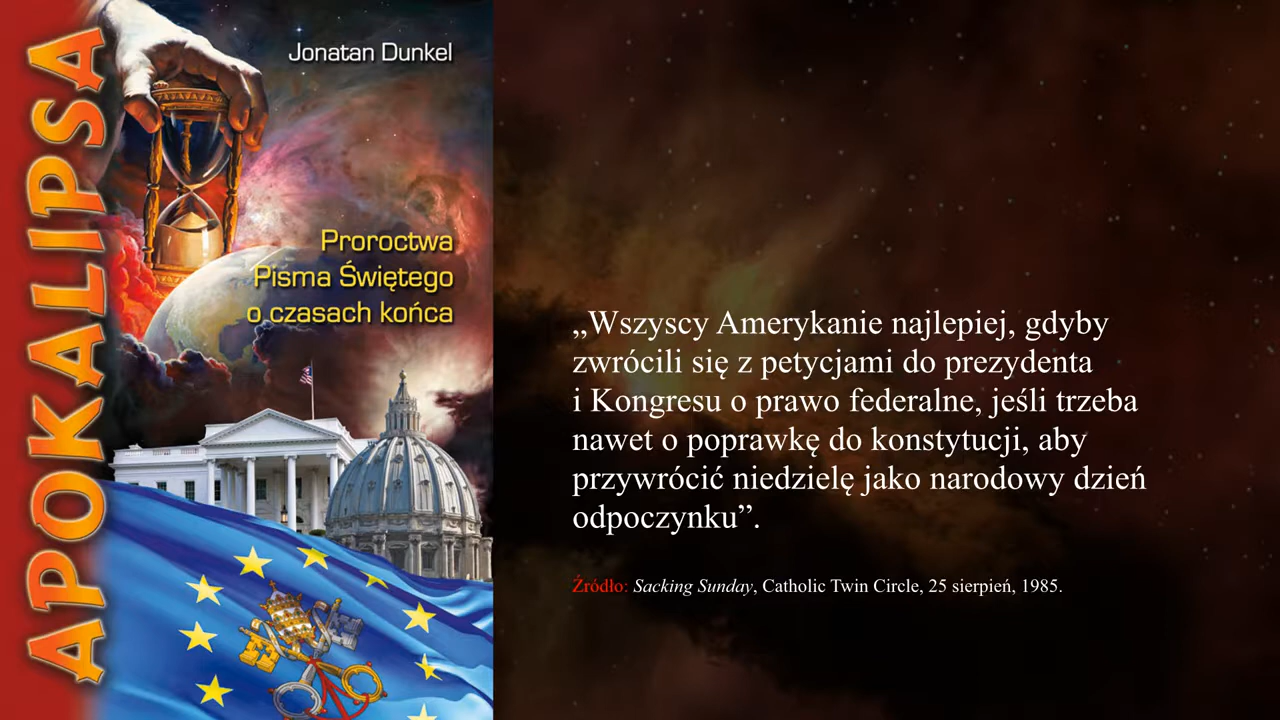 APOKALIPSA
Jonatan Dunkel
Proroctwa
Pisma Świętego
o czasach końca
„Wszyscy Amerykanie najlepiej, gdyby
zwrócili się z petycjami do prezydenta
i Kongresu o prawo federalne, jeśli trzeba
nawet o poprawkę do konstytucji, aby
przywrócić niedzielę jako narodowy dzień
odpoczynku”.
Źródło: Sacking Sunday, Catholic Twin Circle, 25 sierpień, 1985.